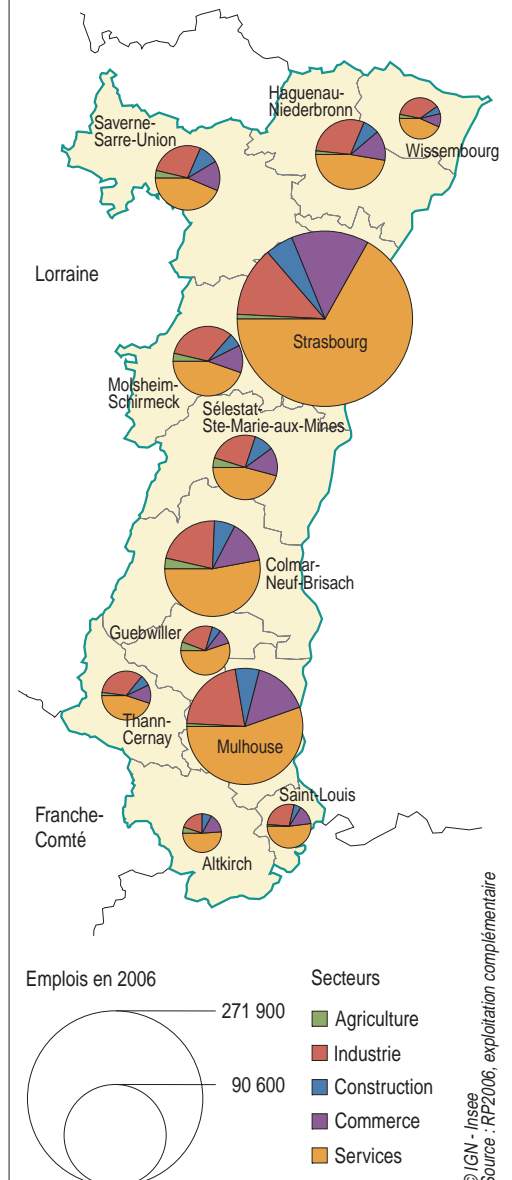 Haguenau-
Niederbronn
Saverne-
Sarre-Union
Wissembourg
Lorraine
Strasbourg
Molsheim-
Schirmeck
Sélestat-
Ste-Marie-aux-Mines
Colmar-
Neuf-Brisach
Guebwiller
Thann-
Cernay
Mulhouse
Saint-Louis
Franche-
Comté
Altkirch
Emplois en 2006
271 900
90 600
Secteurs
Agriculture
Industrie
Construction
Commerce
Services
© IGN - Insee
Source : RP2006, exploitation complémentaire